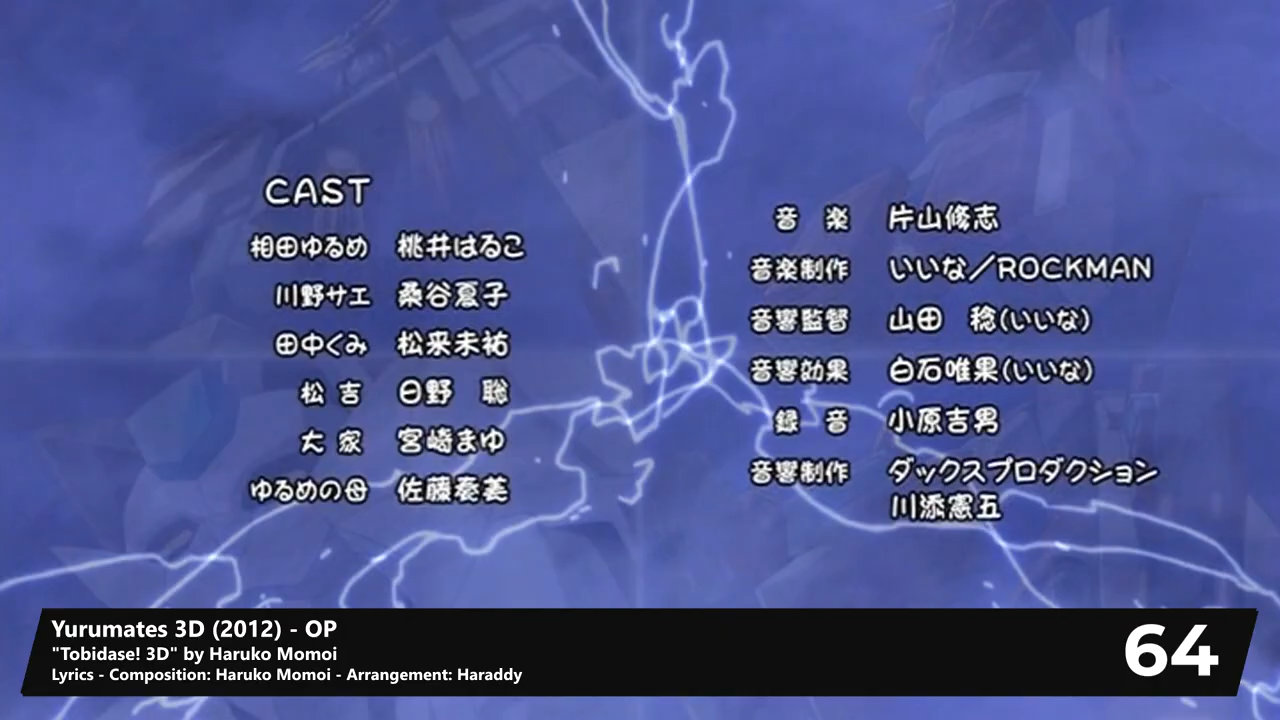 CAST
相田ゆるめ 桃井はるこ
川野サエ 桑谷夏子
田中くみ 松来未祐
松 吉 日野 聡
大 家 宮崎まゆ
ゆるめの母 佐藤奏美
音 楽 片山修志
音楽制作 いいな／ROCKMAN
音響監督 山田 稔(いいな)
音響効果 白石唯果(いいな)
録 音 小原吉男
音響制作 ダックスプロダクション
川添憲五
Yurumates 3D (2012) - OP
"Tobidase! 3D" by Haruko Momoi
Lyrics - Composition: Haruko Momoi - Arrangement: Haraddy
64